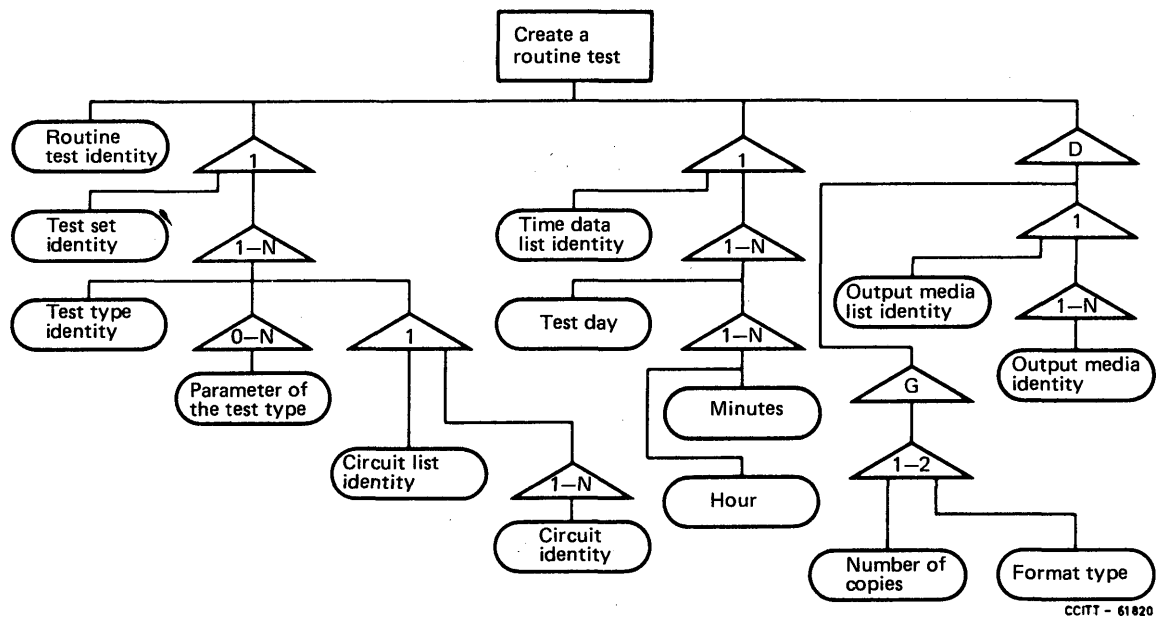 Create a
routine test
Routine
test identity
1
1
D
Test set
identity
1–N
Time data
list identity
1–N
1
Test type
identity
0–N
1
Test day
1–N
Output media
list identity
1–N
Parameter of
the test type
Minutes
G
Output media
identity
Circuit list
identity
1–N
Hour
1–2
Circuit
identity
Number of
copies
Format type
CCITT – 61820